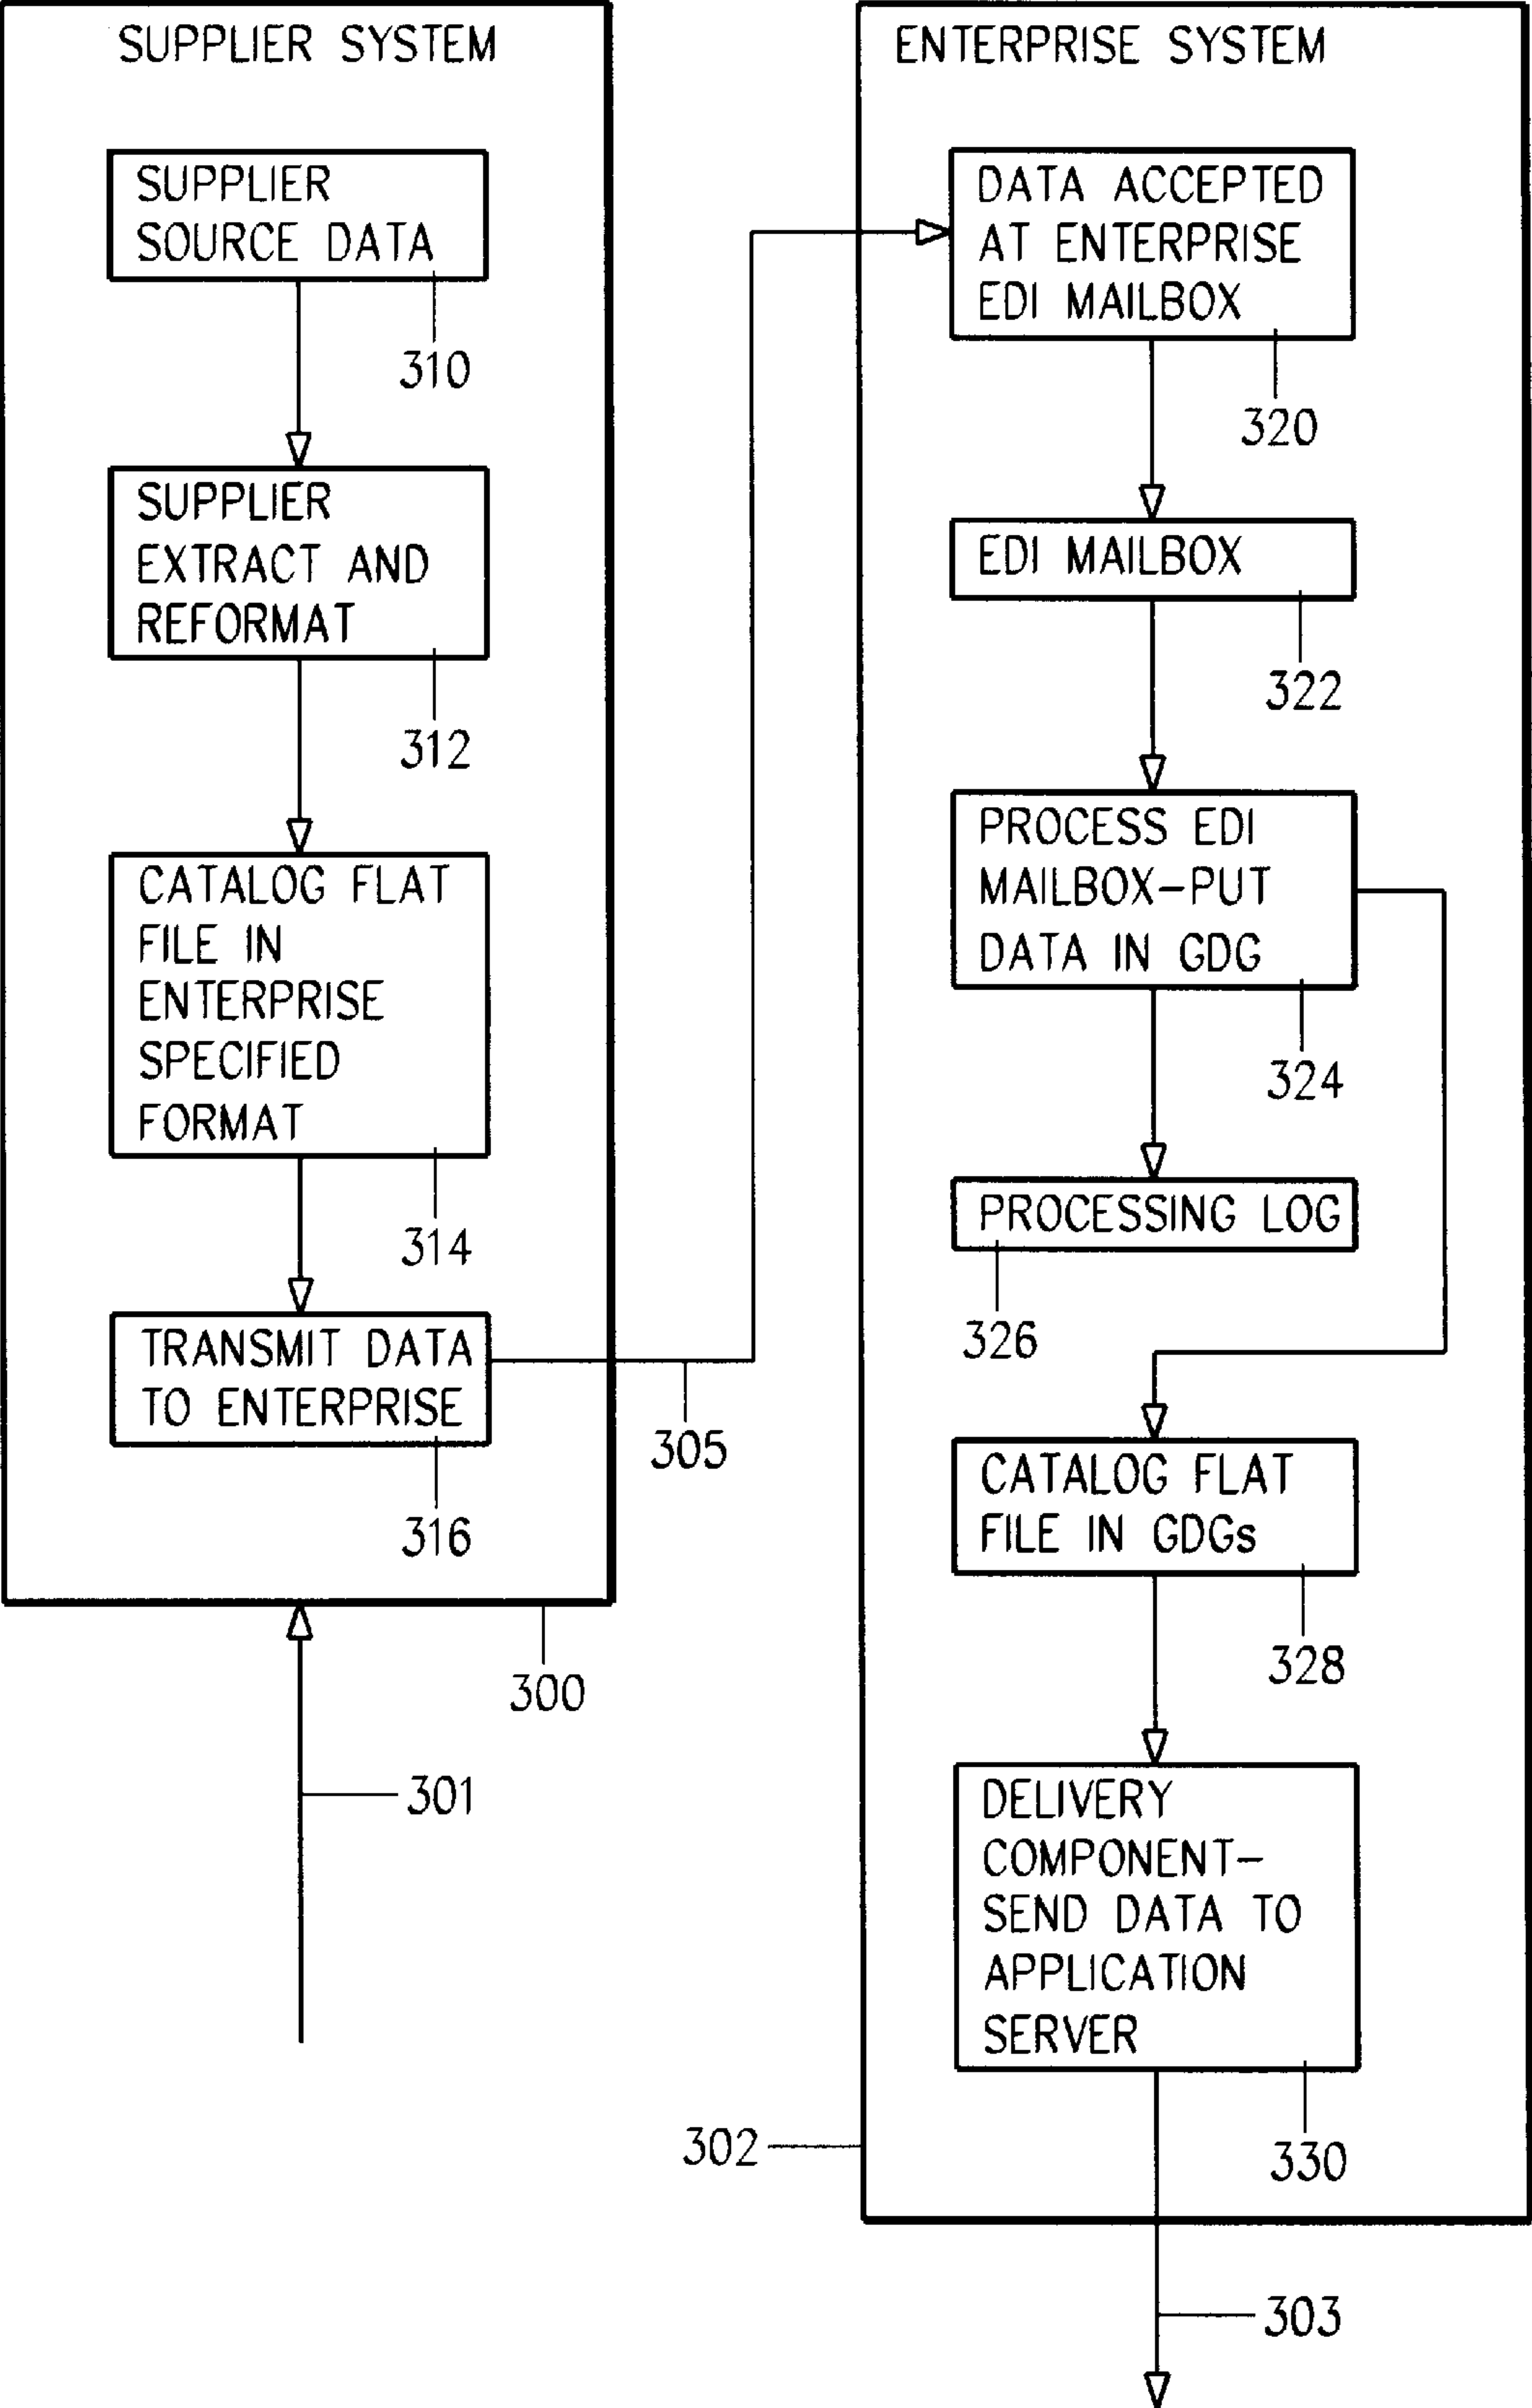 SUPPLIER SYSTEM
SUPPLIER
SOURCE DATA
310
SUPPLIER
EXTRACT AND
REFORMAT
312
CATALOG FLAT
FILE IN
ENTERPRISE
SPECIFIED
FORMAT
314
TRANSMIT DATA
TO ENTERPRISE
316
305
300
301
ENTERPRISE SYSTEM
DATA ACCEPTED
AT ENTERPRISE
EDI MAILBOX
320
EDI MAILBOX
322
PROCESS EDI
MAILBOX-PUT
DATA IN GDG
324
PROCESSING LOG
326
CATALOG FLAT
FILE IN GDGs
328
DELIVERY
COMPONENT-
SEND DATA TO
APPLICATION
SERVER
330
302
303